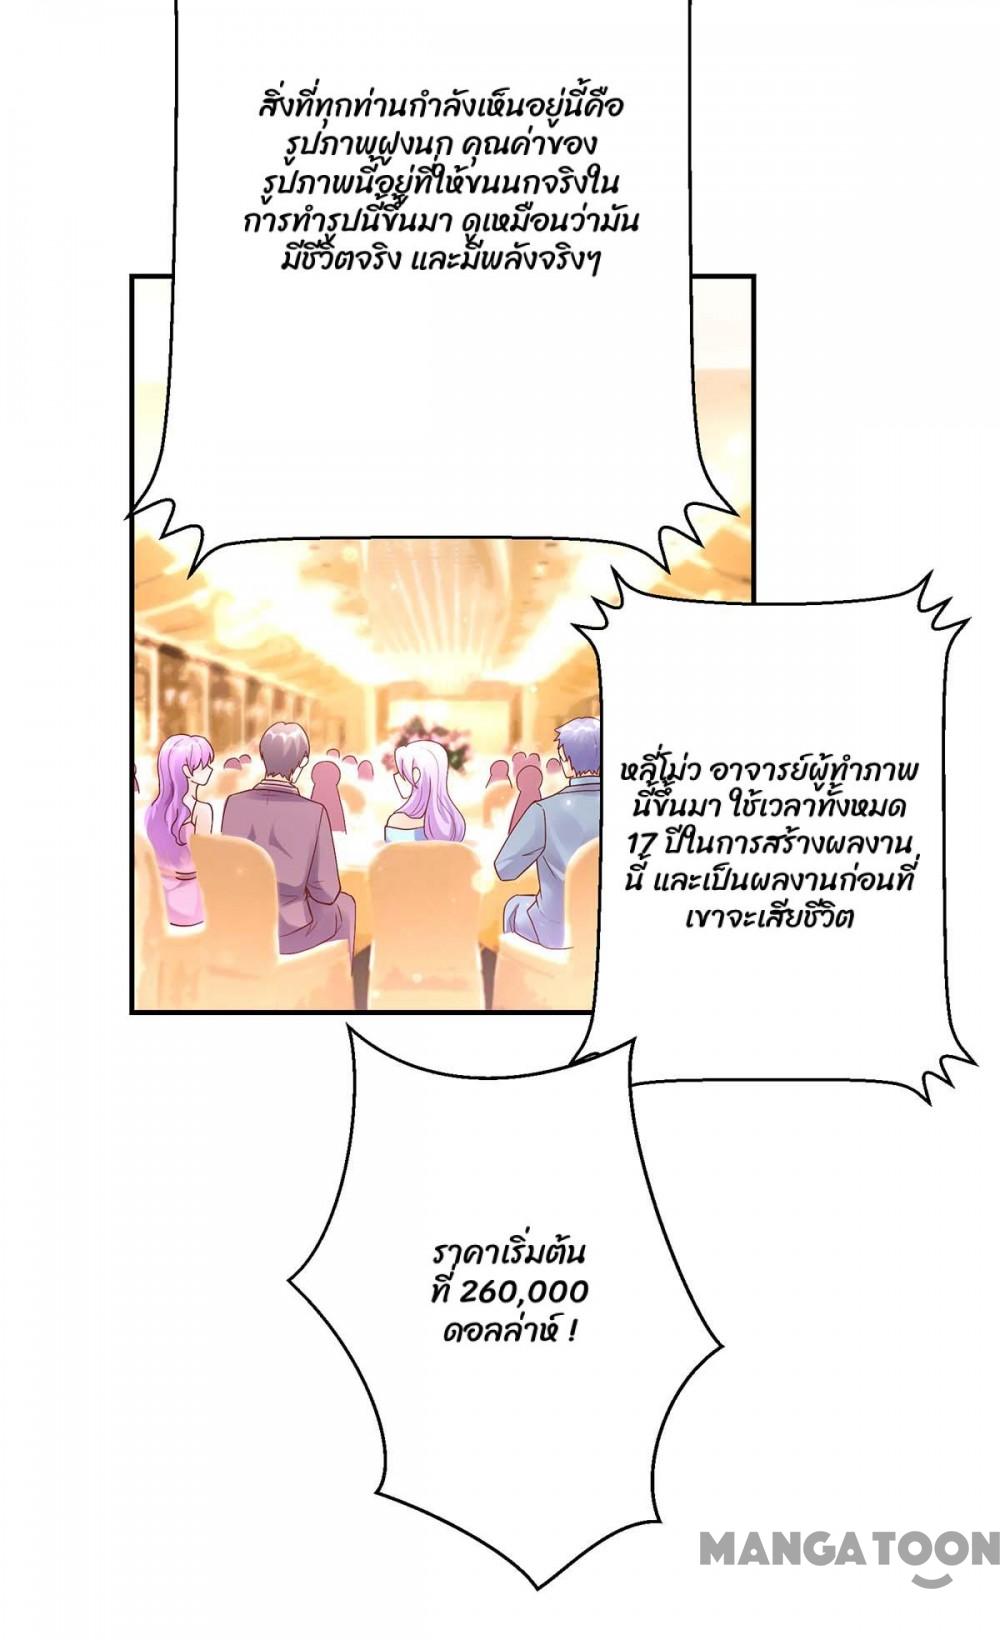 สิ่งที่ทุกท่านกำลังเห็นอยู่นี้คือ
รูปภาพฝูงนก คุณค่าของ
รูปภาพนี้อยู่ที่ให้ขนนกจริงใน
การทำรูปนี้ขึ้นมา ดูเหมือนว่ามัน
มีชีวิตจริง และมีพลังจริงๆ
หลี่โม่ว อาจารย์ผู้ทำภาพ
นี้ขึ้นมา ใช้เวลาทั้งหมด
17 ปีในการสร้างผลงาน
นี้ และเป็นผลงานก่อนที่
เขาจะเสียชีวิต
ราคาเริ่มต้น
ที่ 260,000
ดอลล่าห์ !
MANGATOON